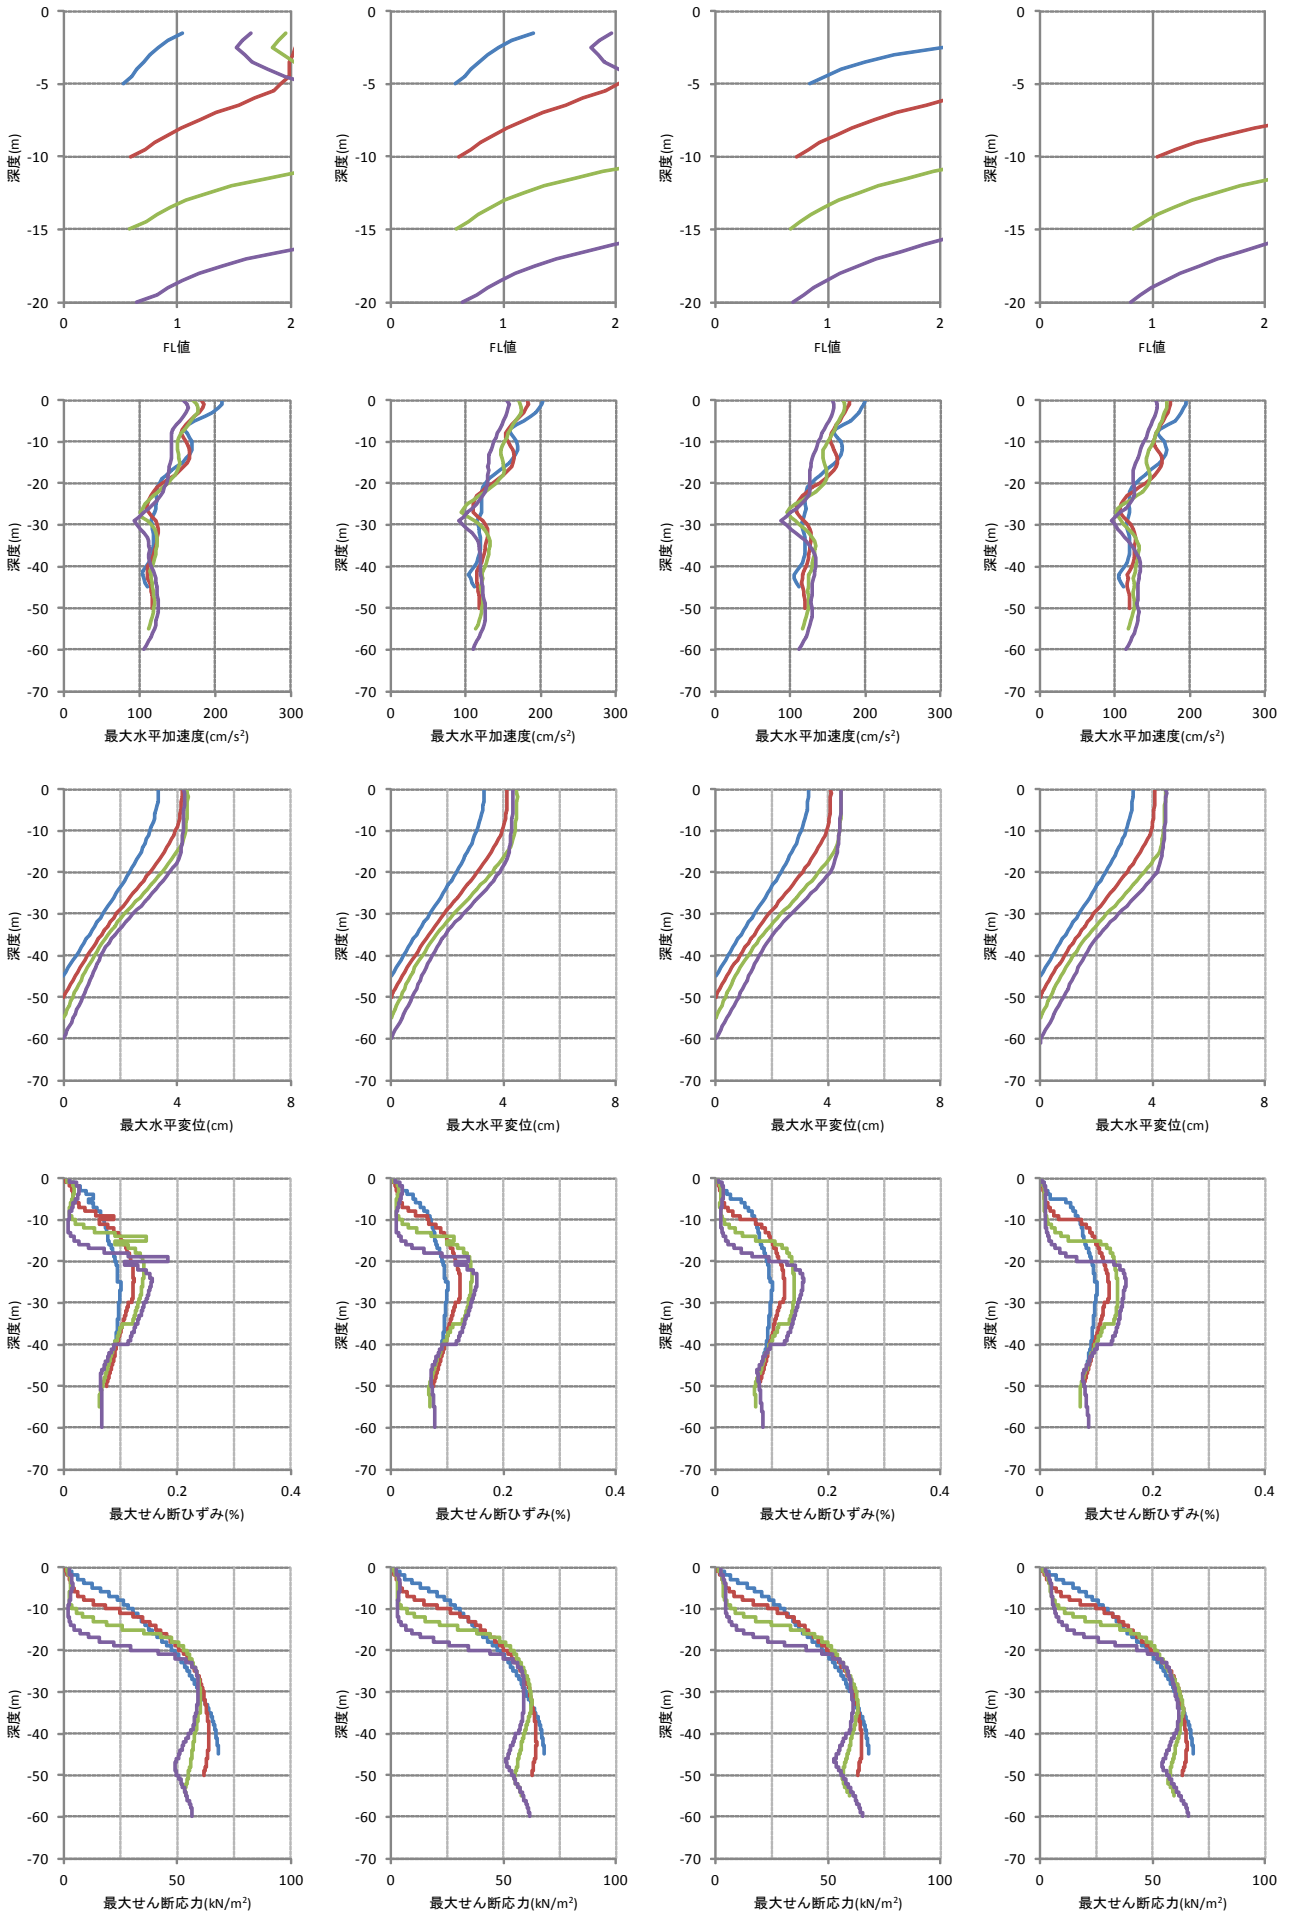 0 0 0 0
-5 -5 -5 -5
深度(m) 深度(m) 深度(m) 深度(m)
-10 -10 -10 -10
-15 -15 -15 -15
-20 -20 -20 -20
0 1 2 0 1 2 0 1 2 0 1 2
FL値 FL値 FL値 FL値
0 0 0 0
-10 -10 -10 -10
-20 -20 -20 -20
深度(m) 深度(m) 深度(m) 深度(m)
-30 -30 -30 -30
-40 -40 -40 -40
-50 -50 -50 -50
-60 -60 -60 -60
-70 -70 -70 -70
0 100 200 300 0 100 200 300 0 100 200 300 0 100 200 300
最大水平加速度(cm/s²) 最大水平加速度(cm/s²) 最大水平加速度(cm/s²) 最大水平加速度(cm/s²)
0 0 0 0
-10 -10 -10 -10
-20 -20 -20 -20
深度(m) 深度(m) 深度(m) 深度(m)
-30 -30 -30 -30
-40 -40 -40 -40
-50 -50 -50 -50
-60 -60 -60 -60
-70 -70 -70 -70
0 4 8 0 4 8 0 4 8 0 4 8
最大水平変位(cm) 最大水平変位(cm) 最大水平変位(cm) 最大水平変位(cm)
0 0 0 0
-10 -10 -10 -10
-20 -20 -20 -20
深度(m) 深度(m) 深度(m) 深度(m)
-30 -30 -30 -30
-40 -40 -40 -40
-50 -50 -50 -50
-60 -60 -60 -60
-70 -70 -70 -70
0 0.2 0.4 0 0.2 0.4 0 0.2 0.4 0 0.2 0.4
最大せん断ひずみ(%) 最大せん断ひずみ(%) 最大せん断ひずみ(%) 最大せん断ひずみ(%)
0 0 0 0
-10 -10 -10 -10
-20 -20 -20 -20
深度(m) 深度(m) 深度(m) 深度(m)
-30 -30 -30 -30
-40 -40 -40 -40
-50 -50 -50 -50
-60 -60 -60 -60
-70 -70 -70 -70
0 50 100 0 50 100 0 50 100 0 50 100
最大せん断応力(kN/m²) 最大せん断応力(kN/m²) 最大せん断応力(kN/m²) 最大せん断応力(kN/m²)